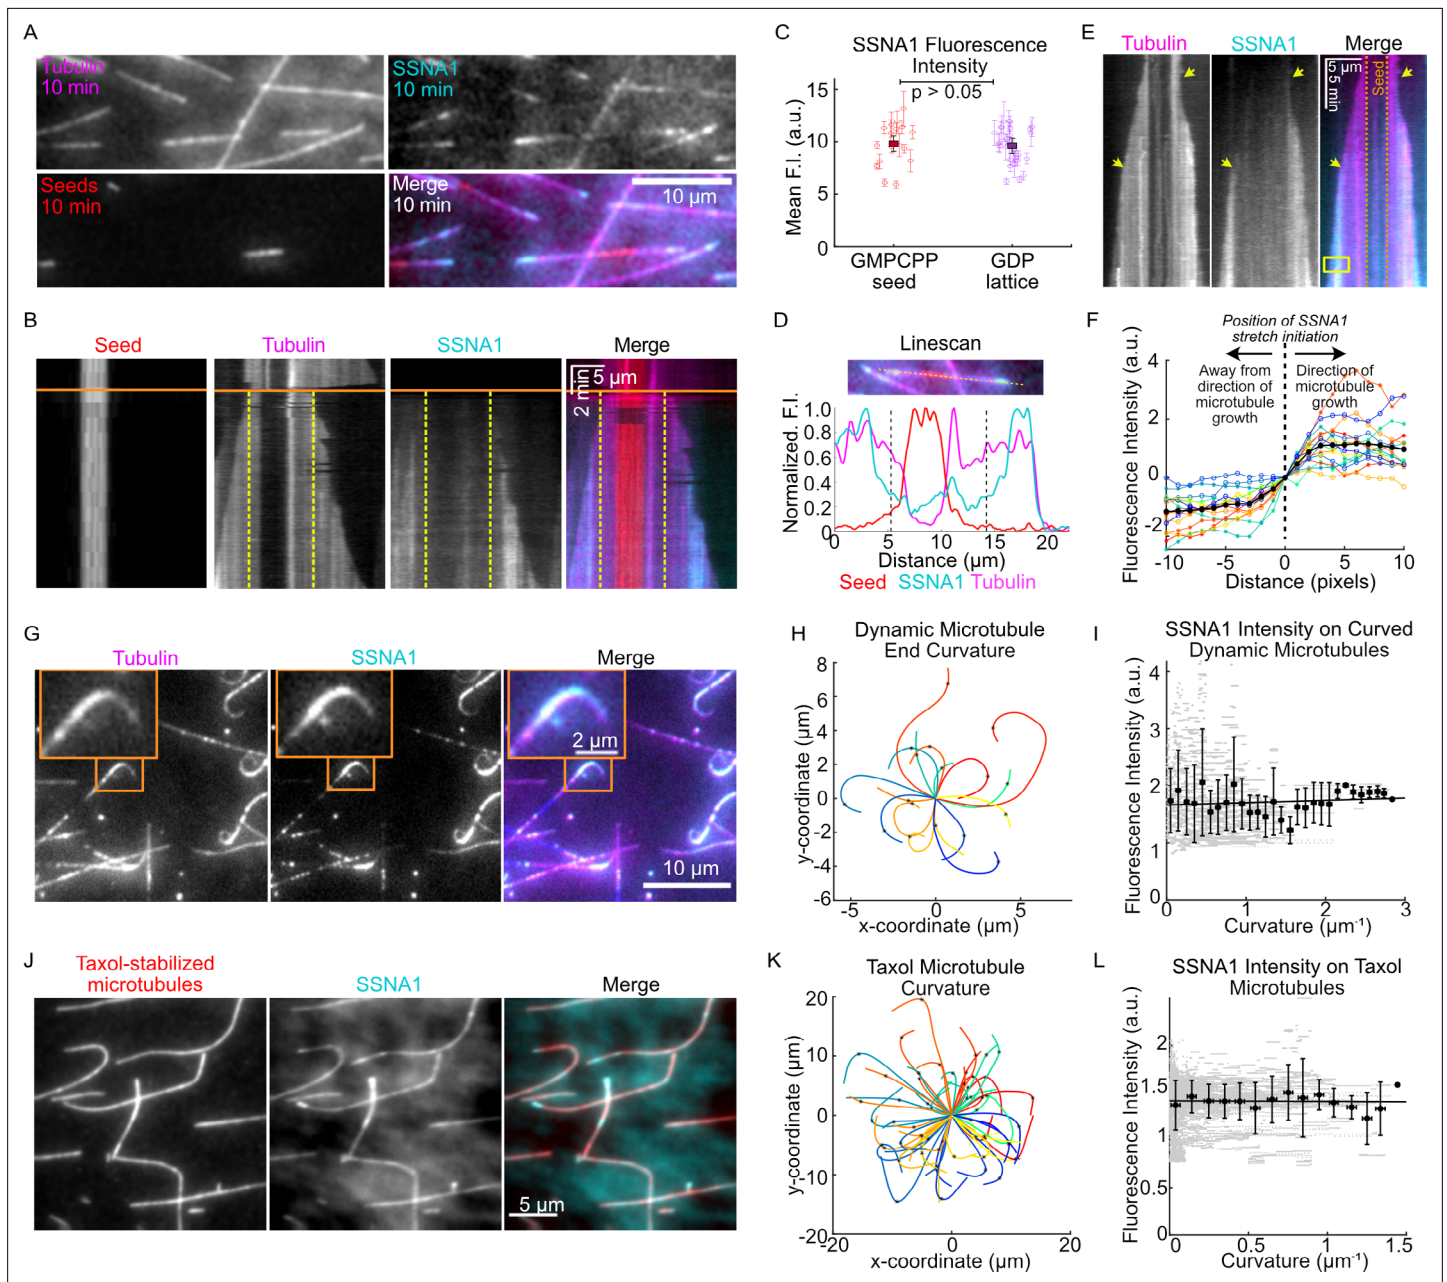 A
Tubulin
10 min
SSNA1
10 min
Seeds
10 min
Merge
10 min
10 µm
B
Seed
Tubulin
SSNA1
Merge
5 µm
2 min
C
SSNA1 Fluorescence
Intensity
p > 0.05
Mean F.I. (a.u.)
15
10
5
0
GMPCPP
seed
GDP
lattice
D
Linescan
Normalized. F.I.
1.0
0.8
0.6
0.4
0.2
0
0
5
10
15
20
Distance (µm)
Seed SSNA1 Tubulin
E
Tubulin
SSNA1
Merge
5 µm
5 min
Seed
F
Position of SSNA1
stretch initiation
Away from
direction of
microtubule
growth
Direction of
microtubule
growth
Fluorescence Intensity (a.u.)
4
2
0
-2
-10
-5
0
5
10
Distance (pixels)
G
Tubulin
SSNA1
Merge
2 µm
10 µm
H
Dynamic Microtubule
End Curvature
y-coordinate (µm)
8
6
4
2
0
-2
-4
-6
-5
0
5
x-coordinate (µm)
I
SSNA1 Intensity on Curved
Dynamic Microtubules
Fluorescence Intensity (a.u.)
4
3
2
1
0
0
1
2
3
Curvature (µm⁻¹)
J
Taxol-stabilized
microtubules
SSNA1
Merge
5 µm
K
Taxol Microtubule
Curvature
y-coordinate (µm)
20
10
0
-10
-20
-20
0
20
x-coordinate (µm)
L
SSNA1 Intensity on Taxol
Microtubules
Fluorescence Intensity (a.u.)
2
1.5
1
0.5
0
0
0.5
1
1.5
Curvature (µm⁻¹)